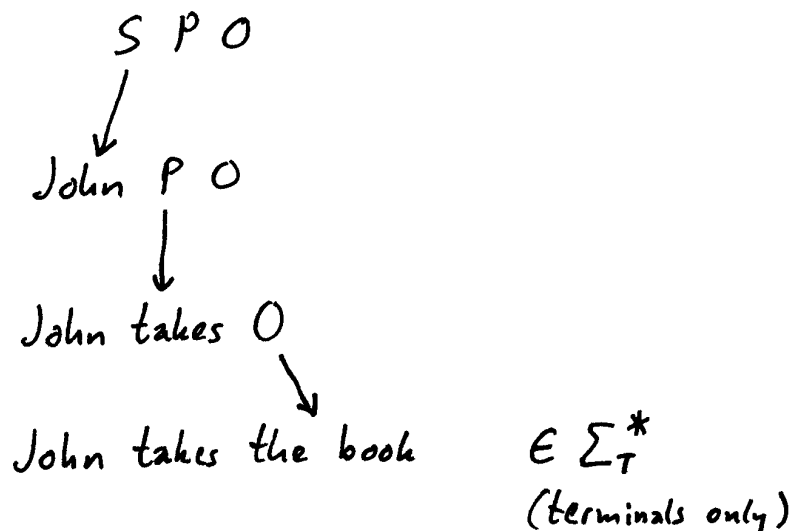 S P O
John P O
John takes O
John takes the book ∈ Σ_T^*
(terminals only)